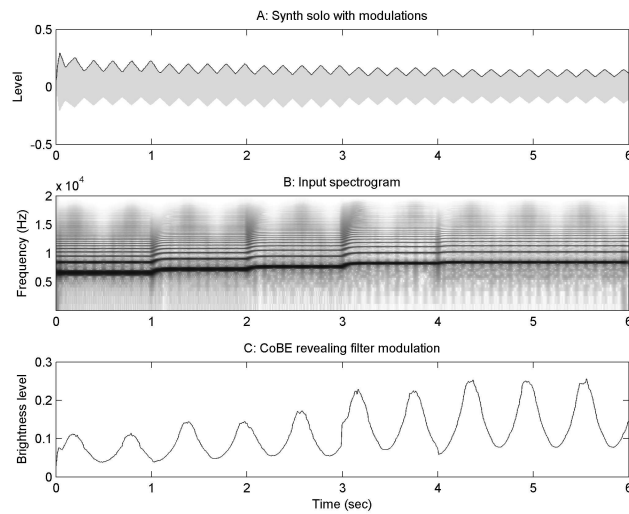 A: Synth solo with modulations
0.5
0
-0.5
Level
0 1 2 3 4 5 6
B: Input spectrogram
x 10^4
2
1.5
1
0.5
Frequency (Hz)
0 1 2 3 4 5 6
C: CoBE revealing filter modulation
0.3
0.2
0.1
0
Brightness level
0 1 2 3 4 5 6
Time (sec)